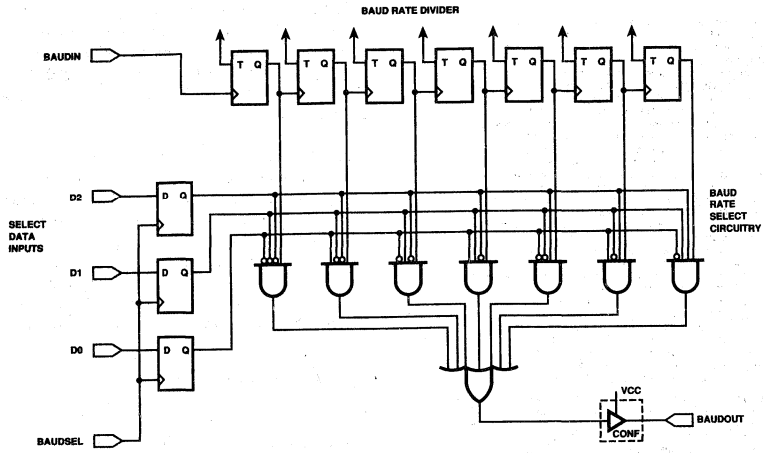 BAUD RATE DIVIDER
BAUDIN
T Q
T Q
T Q
T Q
T Q
T Q
T Q
D2
D Q
SELECT
DATA
INPUTS
BAUD
RATE
SELECT
CIRCUITRY
D1
D Q
D0
D Q
VCC
CONF
BAUDOUT
BAUDSEL